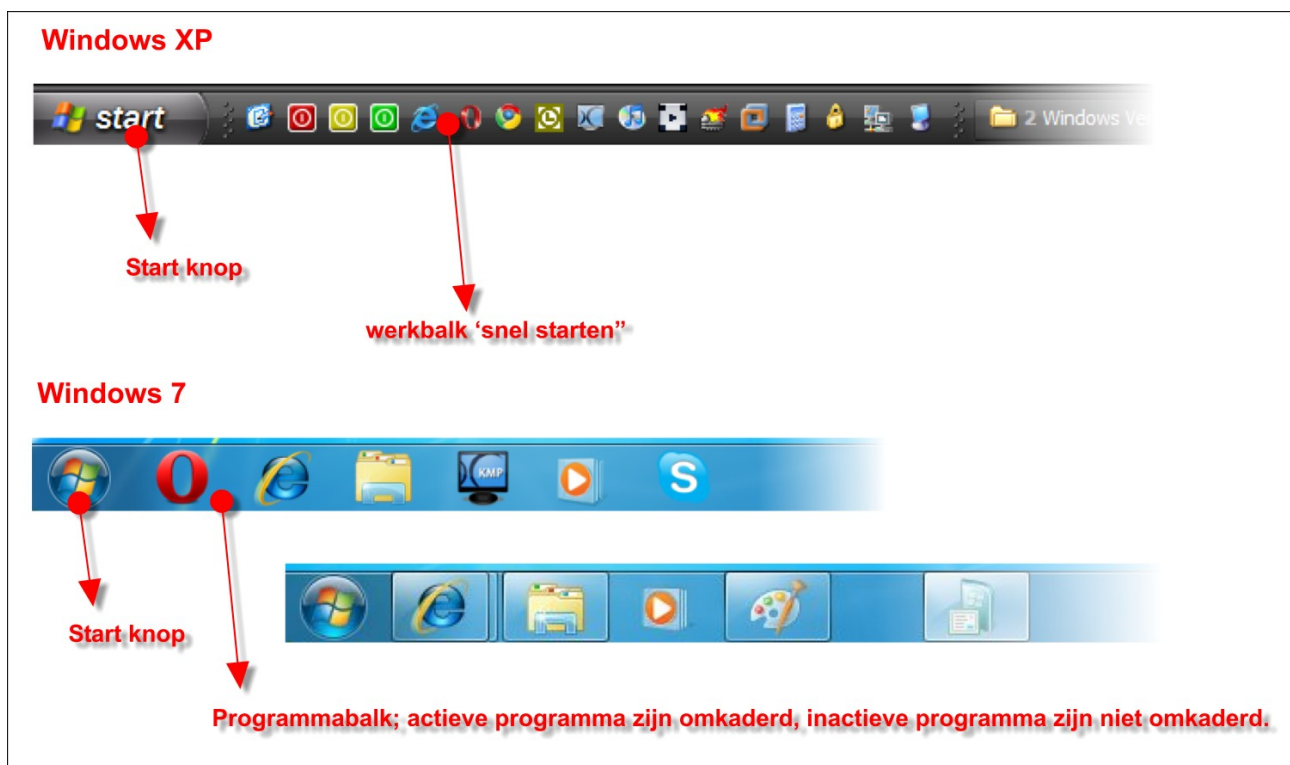 Windows XP
start
2 Windows Ve
Start knop
werkbalk ‘snel starten”
Windows 7
KMP
Start knop
Programmabalk; actieve programma zijn omkaderd, inactieve programma zijn niet omkaderd.